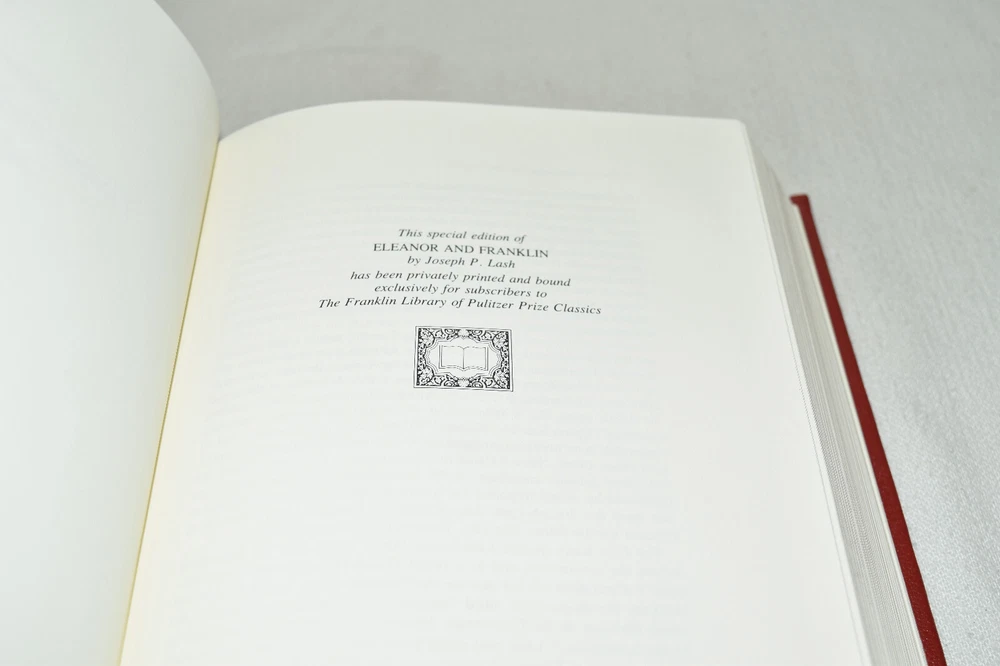 This special edition of
ELEANOR AND FRANKLIN
by Joseph P. Lash
has been privately printed and bound
exclusively for subscribers to
The Franklin Library of Pulitzer Prize Classics